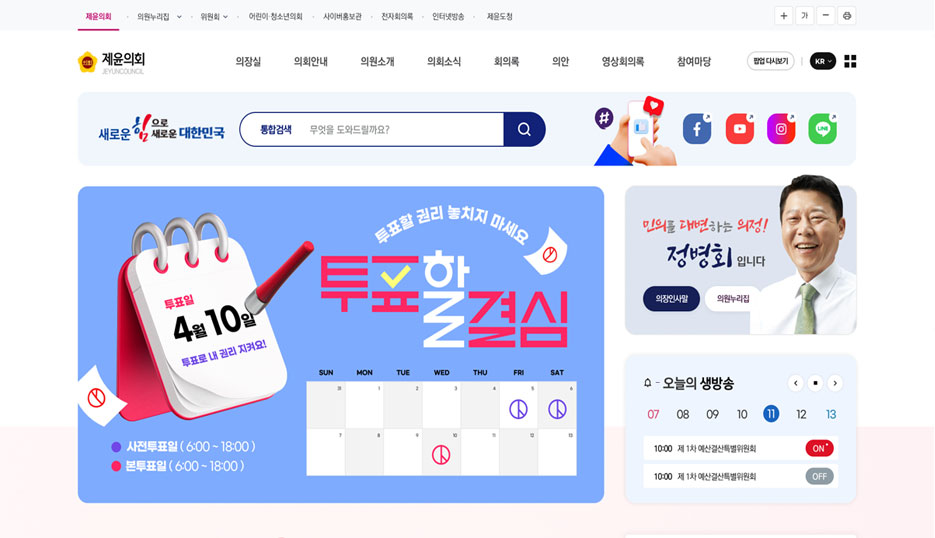 제윤의회 의원누리집 위원회 어린이·청소년의회 사이버홍보관 전자회의록 인터넷방송 제윤도청
가
제윤의회
JEYUNCOUNCIL
의장실 의회안내 의원소개 의회소식 회의록 의안 영상회의록 참여마당
팝업 다시보기 KR
새로운 힘으로 새로운 대한민국
통합검색 무엇을 도와드릴까요?
#
LINE
투표할 권리 놓치지 마세요
투표할
결심
투표일
4월 10일
투표로 내 권리 지켜요!
SUN MON TUE WED THU FRI SAT
31 1 2 3 4 5 6
7 8 9 10 11 12 13
사전투표일 ( 6:00 ~ 18:00 )
본투표일 ( 6:00 ~ 18:00 )
민의를 대변하는 의정!
정병회 입니다
의장인사말 의원누리집
오늘의 생방송
07 08 09 10 11 12 13
10:00 제 1차 예산결산특별위원회 ON
10:00 제 1차 예산결산특별위원회 OFF